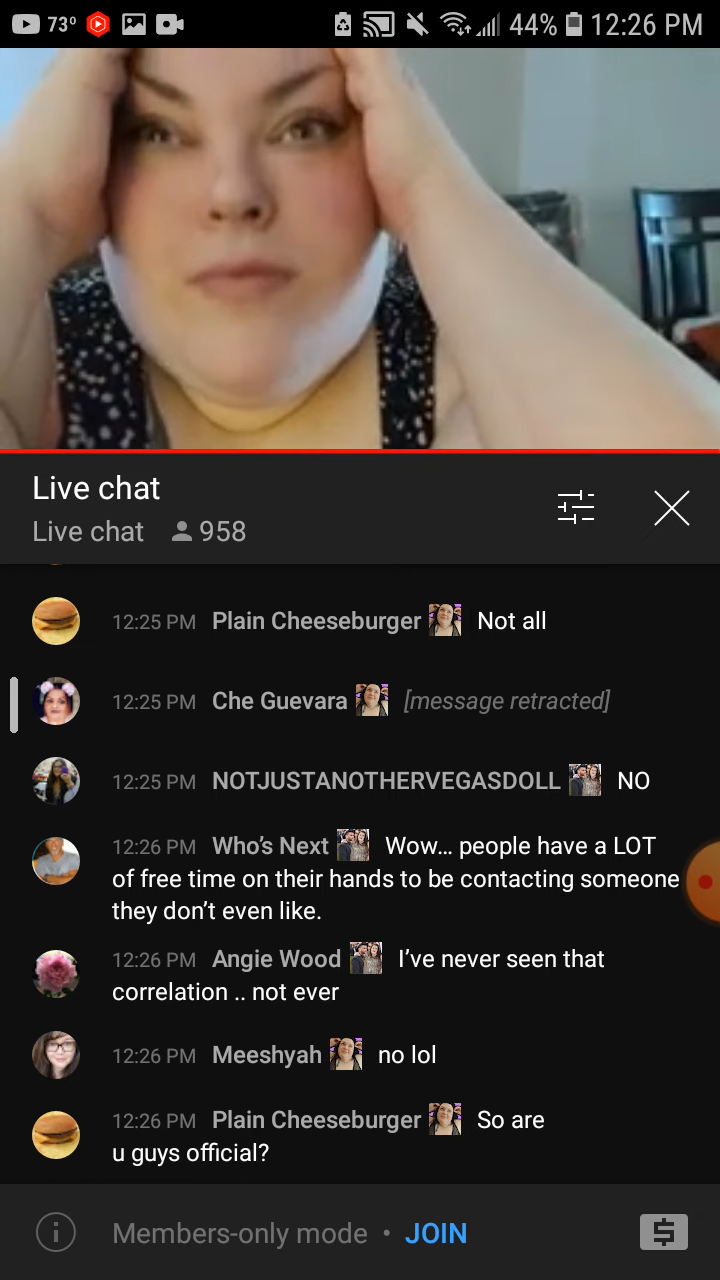 73° 44% 12:26 PM
Live chat
Live chat 958
12:25 PM Plain Cheeseburger Not all
12:25 PM Che Guevara [message retracted]
12:25 PM NOTJUSTANOTHERVEGASDOLL NO
12:26 PM Who's Next Wow… people have a LOT
of free time on their hands to be contacting someone
they don't even like.
12:26 PM Angie Wood I've never seen that
correlation .. not ever
12:26 PM Meeshyah no lol
12:26 PM Plain Cheeseburger So are
u guys official?
Members-only mode • JOIN